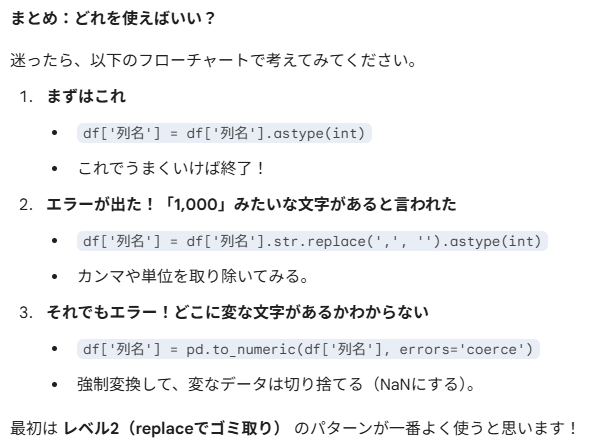 まとめ：どれを使えばいい？
迷ったら、以下のフローチャートで考えてみてください。
1. まずはこれ
• df['列名'] = df['列名'].astype(int)
• これでうまくいけば終了！
2. エラーが出た！「1,000」みたいな文字があると言われた
• df['列名'] = df['列名'].str.replace(',', '').astype(int)
• カンマや単位を取り除いてみる。
3. それでもエラー！どこに変な文字があるかわからない
• df['列名'] = pd.to_numeric(df['列名'], errors='coerce')
• 強制変換して、変なデータは切り捨てる（NaNにする）。
最初は レベル2（replaceでゴミ取り） のパターンが一番よく使うと思います！